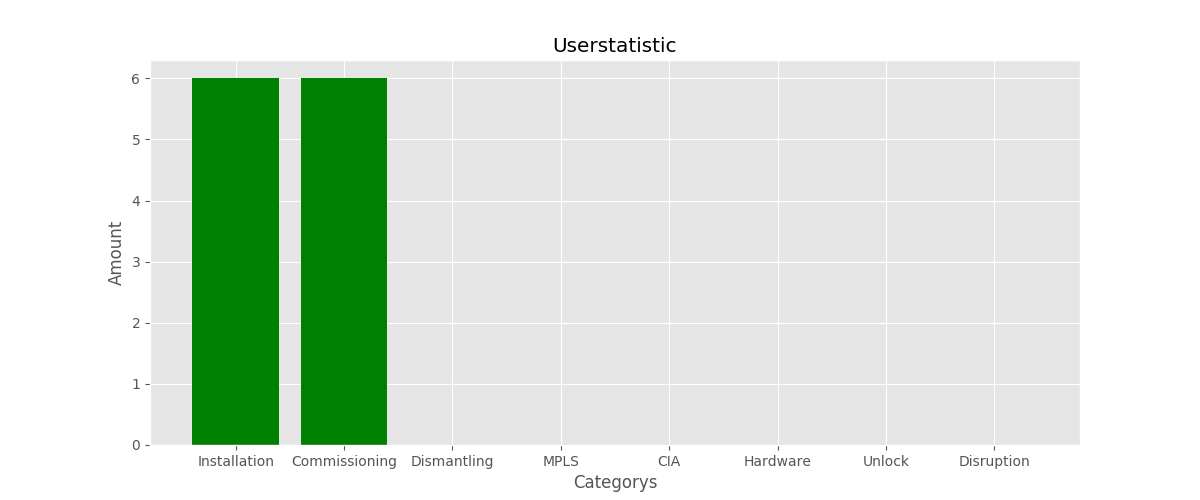 Userstatistic
Amount
6
5
4
3
2
1
0
Installation Commissioning Dismantling MPLS CIA Hardware Unlock Disruption
Categorys